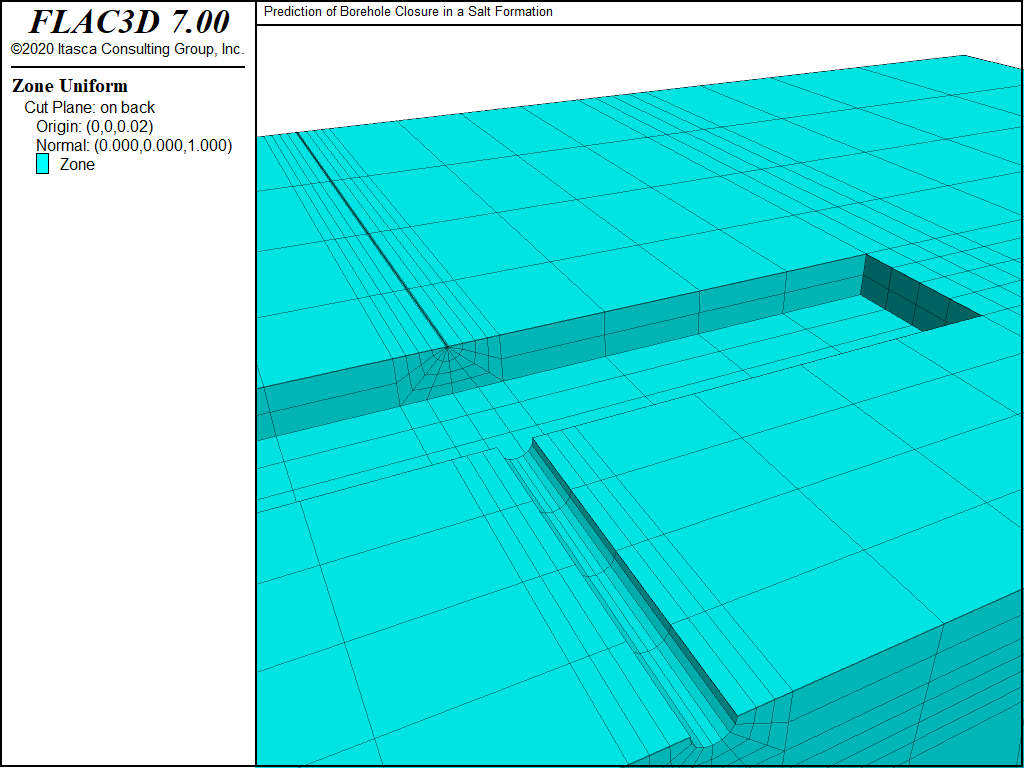 FLAC3D 7.00
©2020 Itasca Consulting Group, Inc.
Zone Uniform
Cut Plane: on back
Origin: (0,0,0.02)
Normal: (0.000,0.000,1.000)
Zone
Prediction of Borehole Closure in a Salt Formation